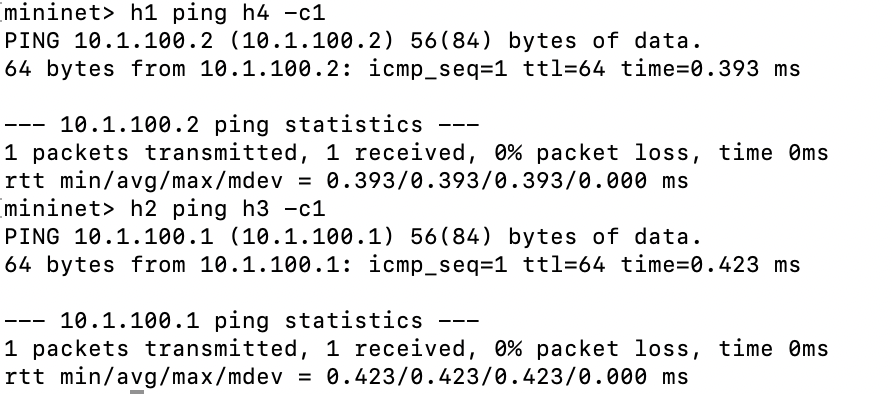 mininet> h1 ping h4 -c1
PING 10.1.100.2 (10.1.100.2) 56(84) bytes of data.
64 bytes from 10.1.100.2: icmp_seq=1 ttl=64 time=0.393 ms
--- 10.1.100.2 ping statistics ---
1 packets transmitted, 1 received, 0% packet loss, time 0ms
rtt min/avg/max/mdev = 0.393/0.393/0.393/0.000 ms
mininet> h2 ping h3 -c1
PING 10.1.100.1 (10.1.100.1) 56(84) bytes of data.
64 bytes from 10.1.100.1: icmp_seq=1 ttl=64 time=0.423 ms
--- 10.1.100.1 ping statistics ---
1 packets transmitted, 1 received, 0% packet loss, time 0ms
rtt min/avg/max/mdev = 0.423/0.423/0.423/0.000 ms